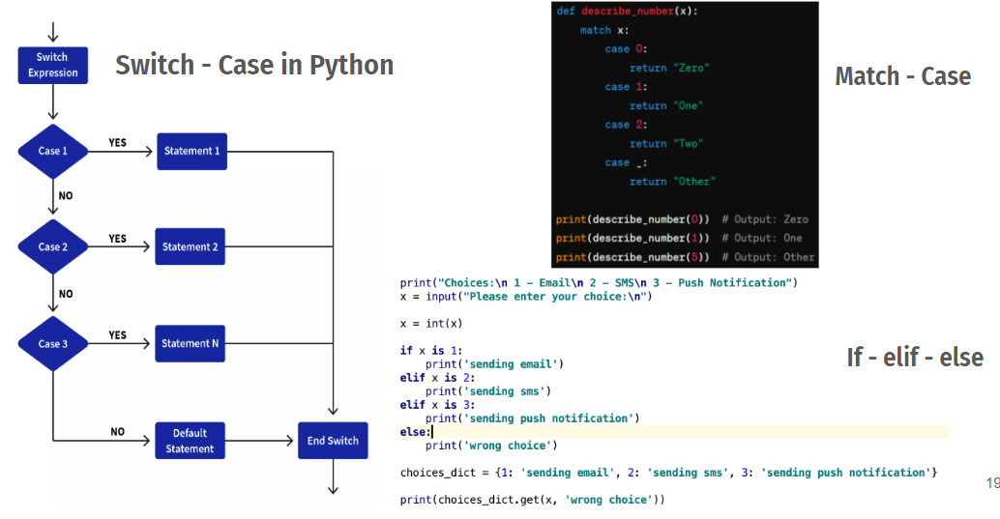 Switch - Case in Python
Switch
Expression
Case 1
YES
Statement 1
NO
Case 2
YES
Statement 2
NO
Case 3
YES
Statement N
NO
Default
Statement
End Switch
def describe_number(x):
    match x:
        case 0:
            return "Zero"
        case 1:
            return "One"
        case 2:
            return "Two"
        case _:
            return "Other"
print(describe_number(0))  # Output: Zero
print(describe_number(1))  # Output: One
print(describe_number(5))  # Output: Other
Match - Case
print("Choices:\n 1 – Email\n 2 – SMS\n 3 – Push Notification")
x = input("Please enter your choice:\n")
x = int(x)
if x is 1:
    print('sending email')
elif x is 2:
    print('sending sms')
elif x is 3:
    print('sending push notification')
else:
    print('wrong choice')
choices_dict = {1: 'sending email', 2: 'sending sms', 3: 'sending push notification'}
print(choices_dict.get(x, 'wrong choice'))
If - elif - else
19